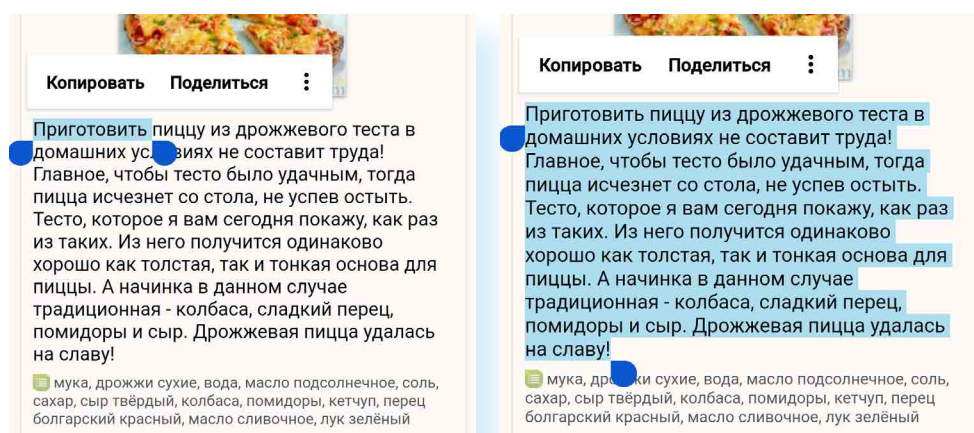 Копировать Поделиться
Приготовить пиццу из дрожжевого теста в
домашних условиях не составит труда!
Главное, чтобы тесто было удачным, тогда
пицца исчезнет со стола, не успев остыть.
Тесто, которое я вам сегодня покажу, как раз
из таких. Из него получится одинаково
хорошо как толстая, так и тонкая основа для
пиццы. А начинка в данном случае
традиционная - колбаса, сладкий перец,
помидоры и сыр. Дрожжевая пицца удалась
на славу!
мука, дрожжи сухие, вода, масло подсолнечное, соль,
сахар, сыр твёрдый, колбаса, помидоры, кетчуп, перец
болгарский красный, масло сливочное, лук зелёный
Копировать Поделиться
Приготовить пиццу из дрожжевого теста в
домашних условиях не составит труда!
Главное, чтобы тесто было удачным, тогда
пицца исчезнет со стола, не успев остыть.
Тесто, которое я вам сегодня покажу, как раз
из таких. Из него получится одинаково
хорошо как толстая, так и тонкая основа для
пиццы. А начинка в данном случае
традиционная - колбаса, сладкий перец,
помидоры и сыр. Дрожжевая пицца удалась
на славу!
мука, дрожжи сухие, вода, масло подсолнечное, соль,
сахар, сыр твёрдый, колбаса, помидоры, кетчуп, перец
болгарский красный, масло сливочное, лук зелёный